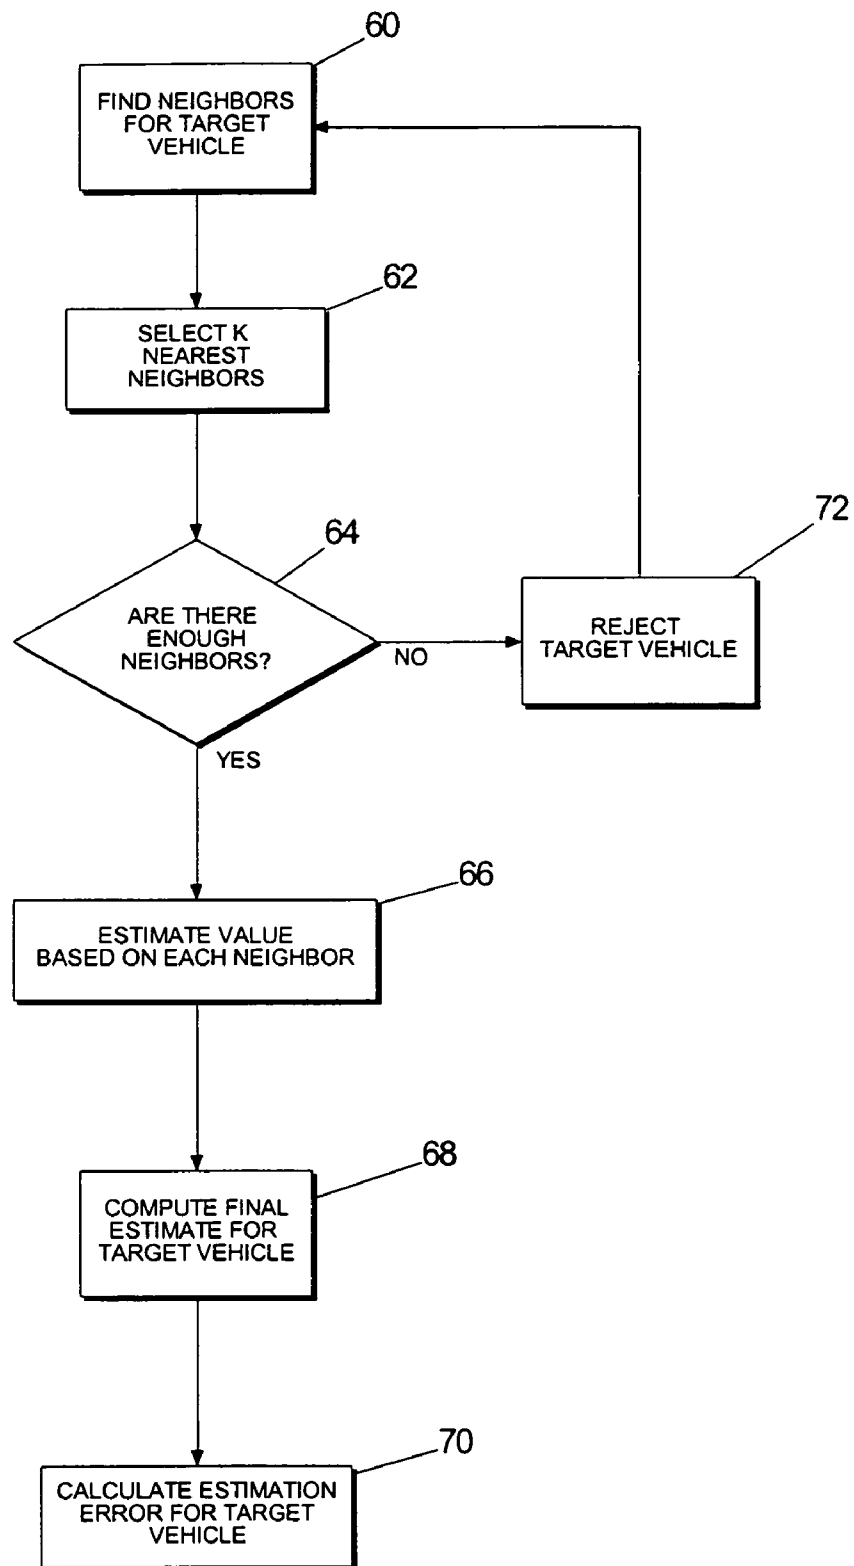 60
FIND NEIGHBORS
FOR TARGET
VEHICLE
62
SELECT K
NEAREST
NEIGHBORS
64
ARE THERE
ENOUGH
NEIGHBORS?
NO
72
REJECT
TARGET VEHICLE
YES
66
ESTIMATE VALUE
BASED ON EACH NEIGHBOR
68
COMPUTE FINAL
ESTIMATE FOR
TARGET VEHICLE
70
CALCULATE ESTIMATION
ERROR FOR TARGET
VEHICLE